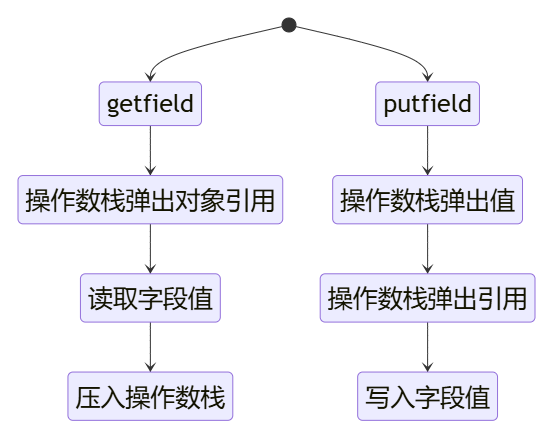 getfield
putfield
操作数栈弹出对象引用
操作数栈弹出值
读取字段值
操作数栈弹出引用
压入操作数栈
写入字段值